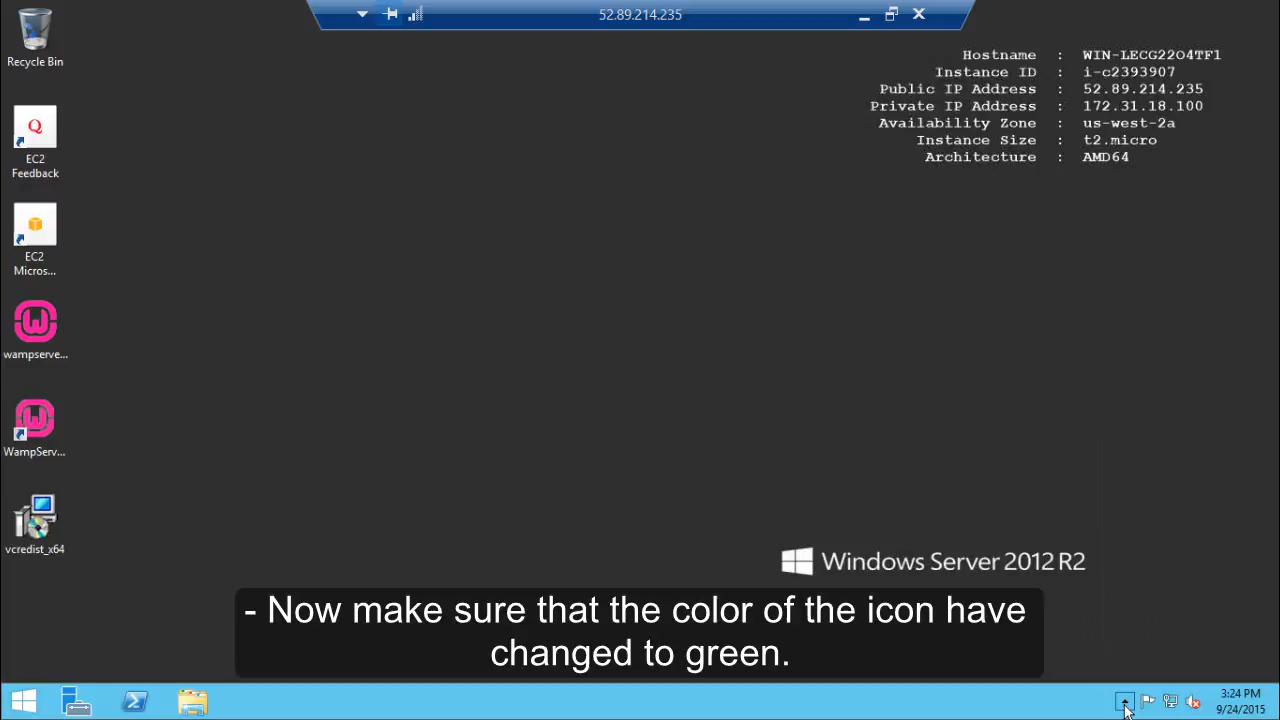 52.89.214.235
Recycle Bin
Hostname : WIN-LECG22O4TF1
Instance ID : i-c2393907
Public IP Address : 52.89.214.235
Private IP Address : 172.31.18.100
Availability Zone : us-west-2a
Instance Size : t2.micro
Architecture : AMD64
Q
EC2
Feedback
EC2
Micros...
wampserve...
WampServ...
vcredist_x64
Windows Server 2012 R2
- Now make sure that the color of the icon have
changed to green.
3:24 PM
9/24/2015